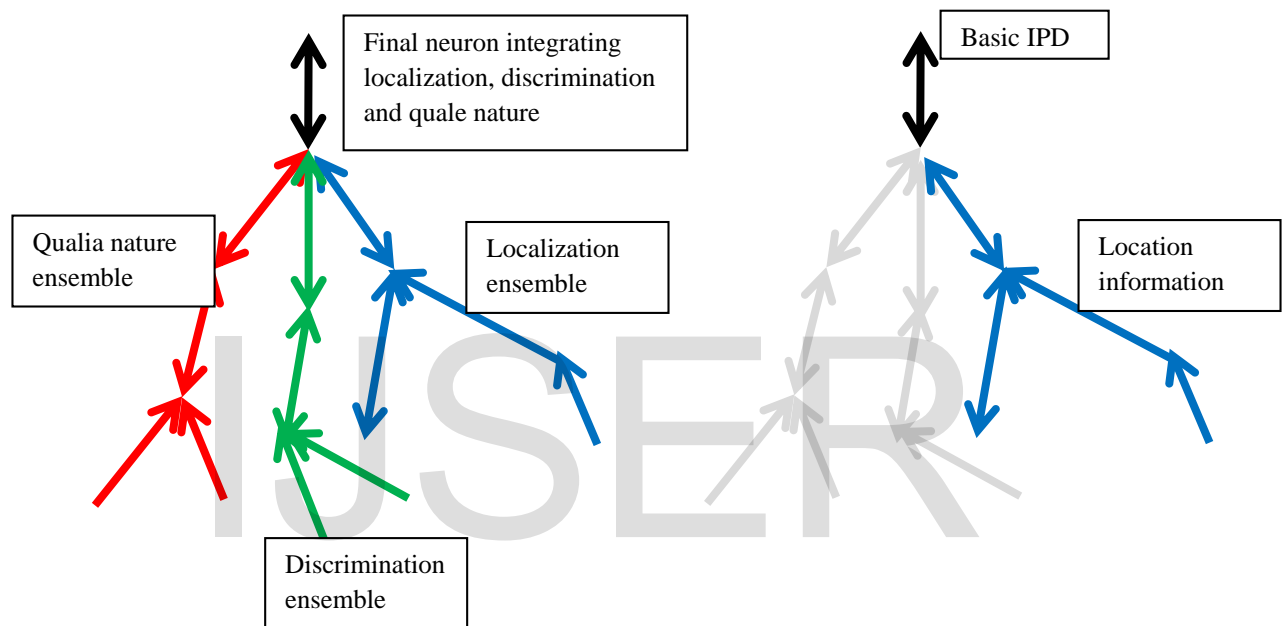 Final neuron integrating
localization, discrimination
and quale nature
Basic IPD
Qualia nature
ensemble
Localization
ensemble
Location
information
IJSER
Discrimination
ensemble